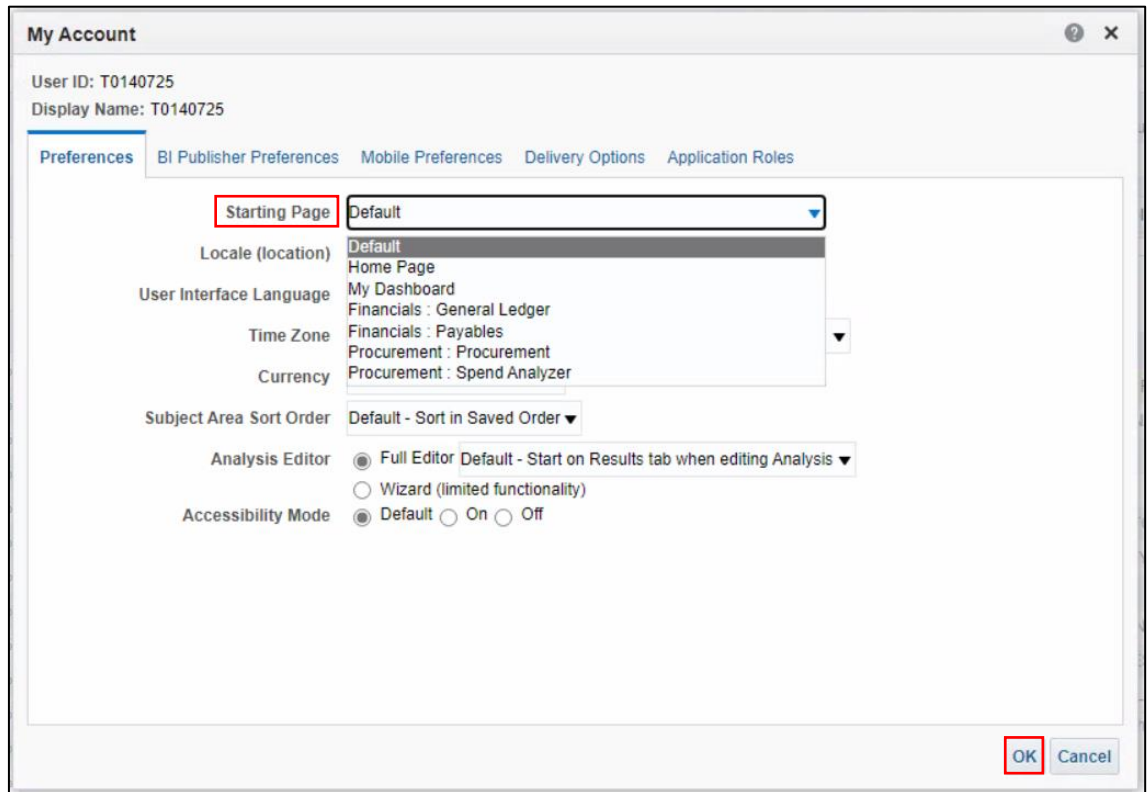 My Account
User ID: T0140725
Display Name: T0140725
Preferences BI Publisher Preferences Mobile Preferences Delivery Options Application Roles
Starting Page Default
Locale (location) Default
Home Page
User Interface Language My Dashboard
Financials : General Ledger
Time Zone Financials : Payables
Procurement : Procurement
Currency Procurement : Spend Analyzer
Subject Area Sort Order Default - Sort in Saved Order
Analysis Editor Full Editor Default - Start on Results tab when editing Analysis
Wizard (limited functionality)
Accessibility Mode Default On Off
OK Cancel